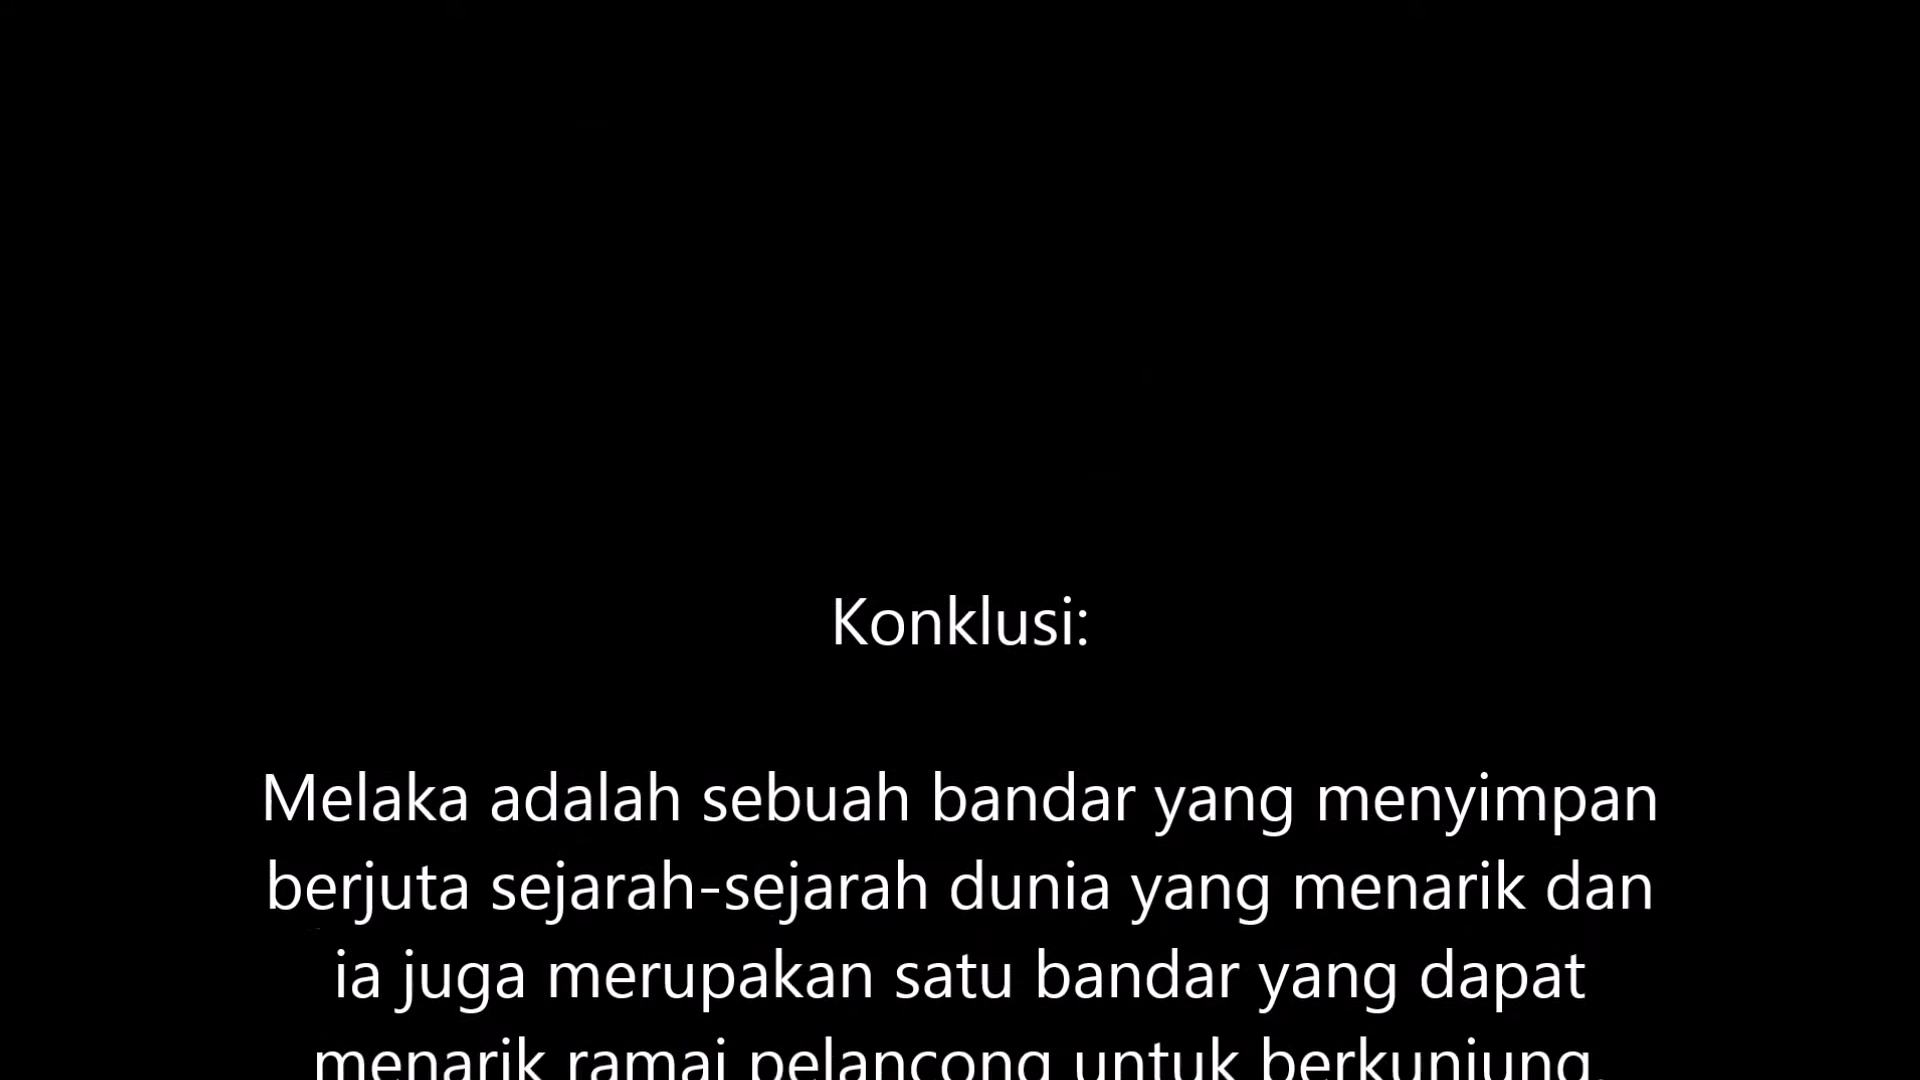 Konklusi:
Melaka adalah sebuah bandar yang menyimpan
berjuta sejarah-sejarah dunia yang menarik dan
ia juga merupakan satu bandar yang dapat
menarik ramai pelancong untuk berkunjung.